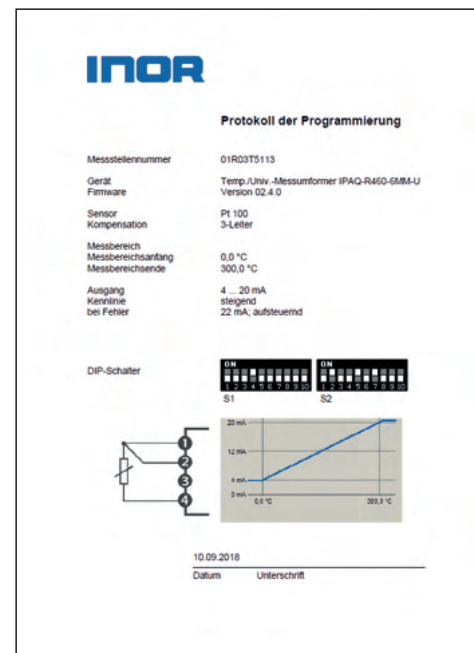 INOR
Protokoll der Programmierung
Messstellennummer 01R03T5113
Gerät Temp./Univ.-Messumformer IPAQ-R460-6MM-U
Firmware Version 02.4.0
Sensor Pt 100
Kompensation 3-Leiter
Messbereich
Messbereichsanfang 0,0 °C
Messbereichsende 300,0 °C
Ausgang 4 ... 20 mA
Kennlinie steigend
bei Fehler 22 mA; aufsteuernd
DIP-Schalter
ON ON
1 2 3 4 5 6 7 8 9 10 1 2 3 4 5 6 7 8 9 10
S1 S2
20 mA
12 mA
4 mA
0 mA
0,0 °C 300,0 °C
1
2
3
4
10.09.2018
Datum Unterschrift